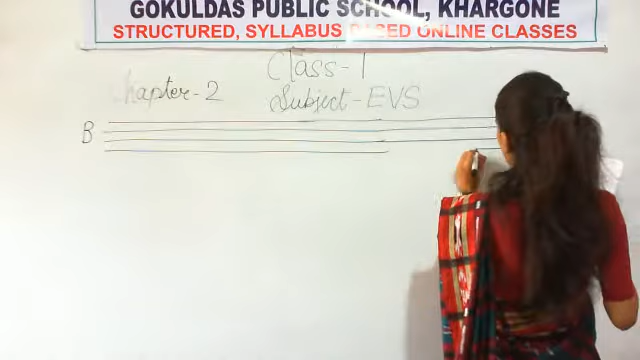 GOKULDAS PUBLIC SCHOOL, KHARGONE
STRUCTURED, SYLLABUS BASED ONLINE CLASSES
Class-1
Chapter-2
Subject-EVS
B